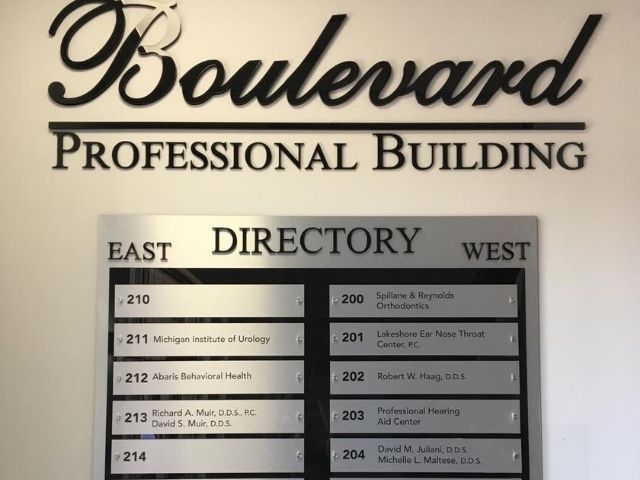 Boulevard
PROFESSIONAL BUILDING
DIRECTORY
EAST
210
211 Michigan Institute of Urology
212 Abaris Behavioral Health
213 Richard A. Muir, D.D.S., P.C.
David S. Muir, D.D.S.
214
WEST
200 Spillane & Reynolds
Orthodontics
201 Lakeshore Ear Nose Throat
Center, P.C.
202 Robert W. Haag, D.D.S.
203 Professional Hearing
Aid Center
204 David M. Juliani, D.D.S.
Michelle L. Maltese, D.D.S.